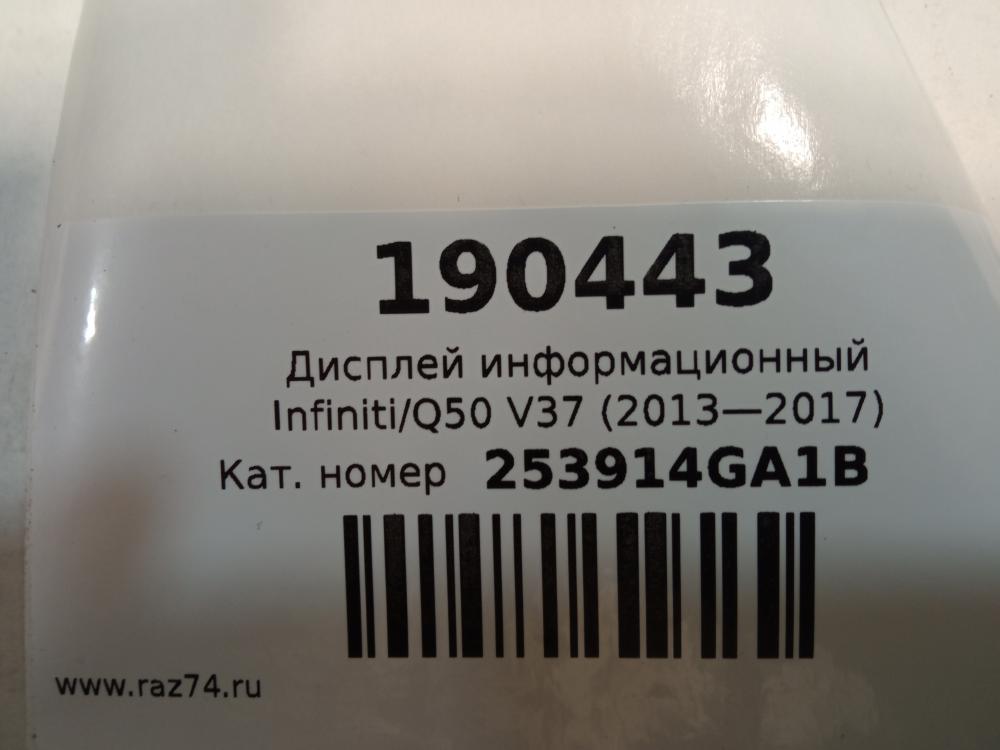 190443
Дисплей информационный
Infiniti/Q50 V37 (2013—2017)
Кат. номер 253914GA1B
www.raz74.ru